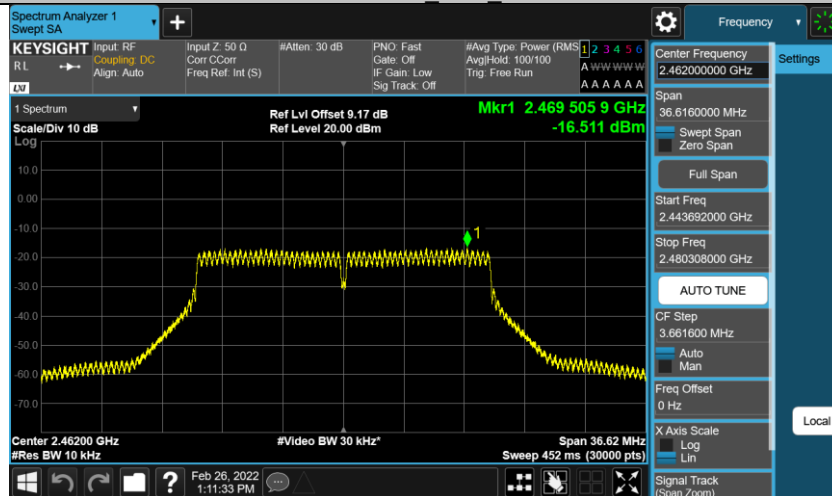 Spectrum Analyzer 1
Swept SA
+
Frequency
KEYSIGHT
RL
LXI
Input: RF
Coupling: DC
Align: Auto
Input Z: 50 Ω
Corr CCorr
Freq Ref: Int (S)
#Atten: 30 dB
PNO: Fast
Gate: Off
IF Gain: Low
Sig Track: Off
#Avg Type: Power (RMS
Avg|Hold: 100/100
Trig: Free Run
1 2 3 4 5 6
A W W W W W
A A A A A A
1 Spectrum
Scale/Div 10 dB
Log
Ref Lvl Offset 9.17 dB
Ref Level 20.00 dBm
Mkr1 2.469 505 9 GHz
-16.511 dBm
10.0
0.00
-10.0
-20.0
-30.0
-40.0
-50.0
-60.0
-70.0
1
Center 2.46200 GHz
#Res BW 10 kHz
#Video BW 30 kHz*
Span 36.62 MHz
Sweep 452 ms (30000 pts)
Feb 26, 2022
1:11:33 PM
?
Center Frequency
2.462000000 GHz
Settings
Span
36.6160000 MHz
Swept Span
Zero Span
Full Span
Start Freq
2.443692000 GHz
Stop Freq
2.480308000 GHz
AUTO TUNE
CF Step
3.661600 MHz
Auto
Man
Freq Offset
0 Hz
Local
X Axis Scale
Log
Lin
Signal Track
(Span Zoom)